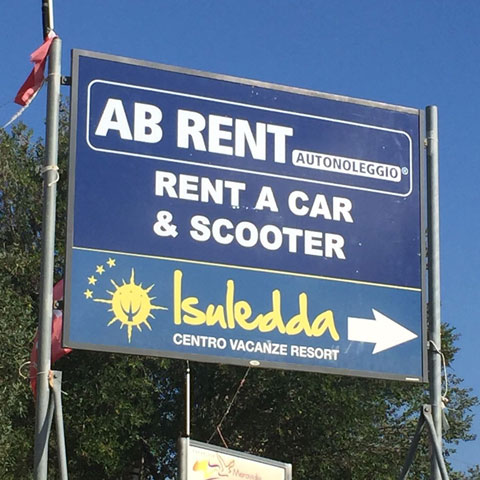 AB RENT
AUTONOLEGGIO®
RENT A CAR
& SCOOTER
Isuledda
CENTRO VACANZE RESORT